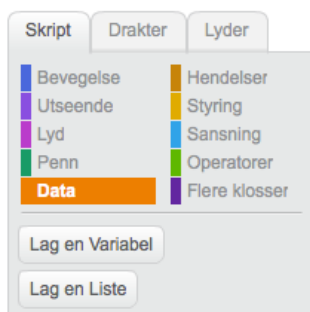 Skript Drakter Lyder
Bevegelse Hendelser
Utseende Styring
Lyd Sansning
Penn Operatorer
Data Flere klosser
Lag en Variabel
Lag en Liste